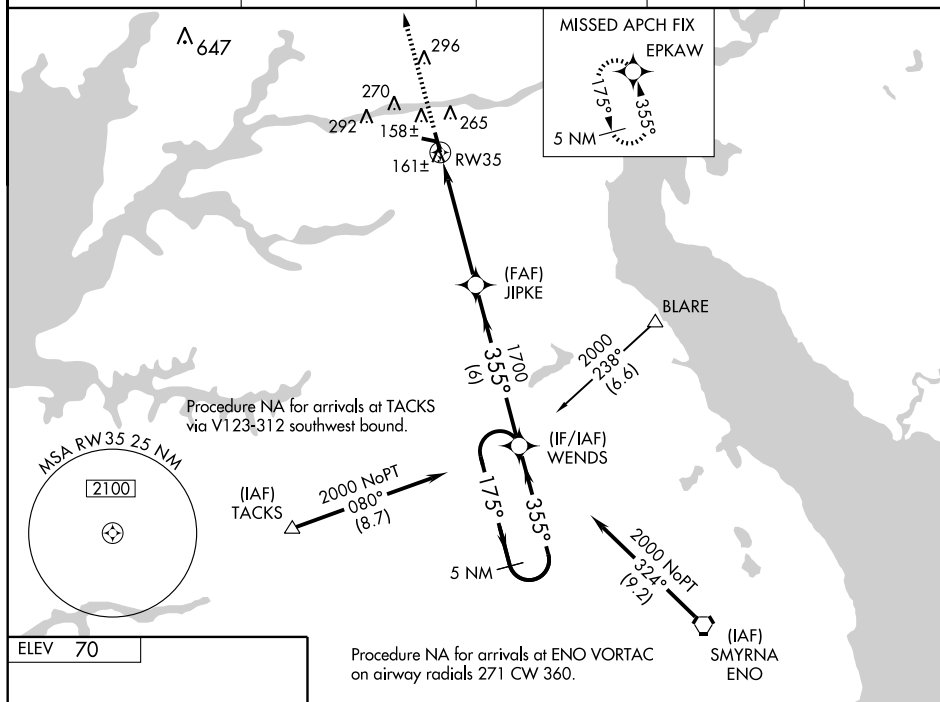 647
296
270
292
158±
265
161±
RW35
MISSED APCH FIX
EPKAW
175°
355°
5 NM
(FAF)
JIPKE
BLARE
2000
238°
(6.6)
1700
355°
(6)
Procedure NA for arrivals at TACKS
via V123-312 southwest bound.
(IF/IAF)
WENDS
MSA RW35 25 NM
2100
(IAF)
TACKS
2000 NoPT
080°
(8.7)
175°
355°
5 NM
2000 NoPT
324°
(9.2)
(IAF)
SMYRNA
ENO
ELEV 70
Procedure NA for arrivals at ENO VORTAC
on airway radials 271 CW 360.